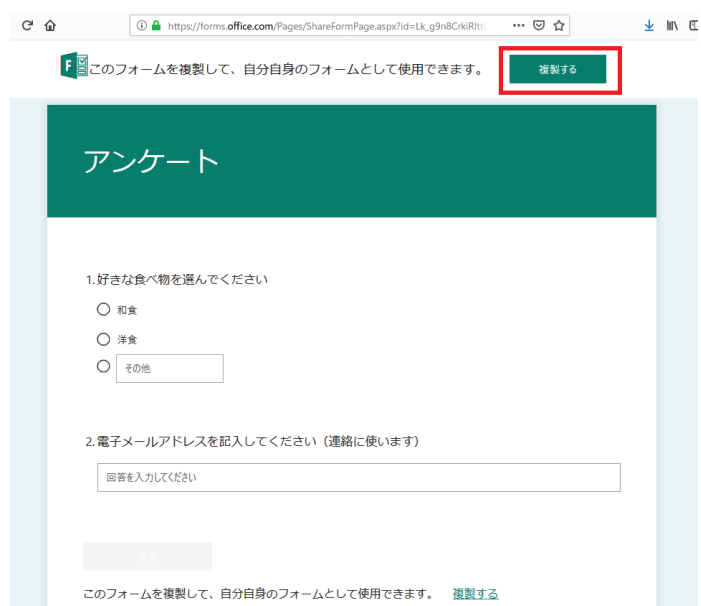 https://forms.office.com/Pages/ShareFormPage.aspx?id=Lk_g9n8CrkiRItt
F このフォームを複製して、自分自身のフォームとして使用できます。 複製する
アンケート
1.好きな食べ物を選んでください
和食
洋食
その他
2.電子メールアドレスを記入してください（連絡に使います）
回答を入力してください
送信
このフォームを複製して、自分自身のフォームとして使用できます。 複製する